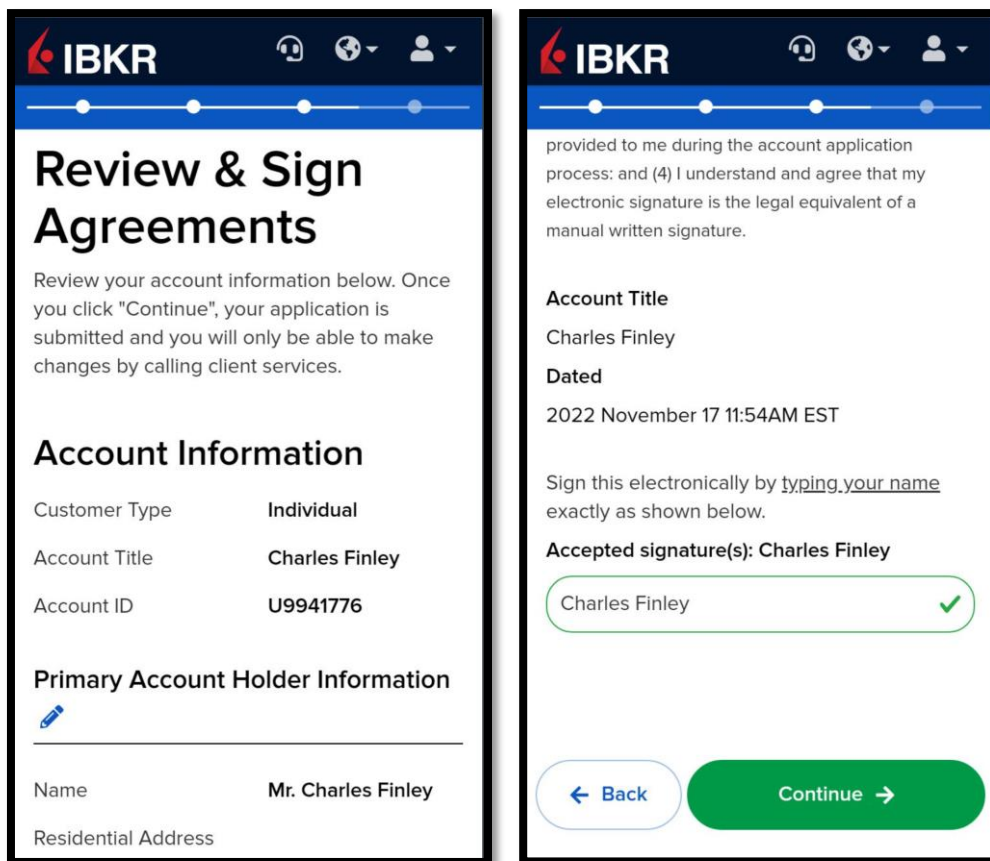 IBKR
Review & Sign
Agreements
Review your account information below. Once
you click "Continue", your application is
submitted and you will only be able to make
changes by calling client services.
Account Information
Customer Type Individual
Account Title Charles Finley
Account ID U9941776
Primary Account Holder Information
Name Mr. Charles Finley
Residential Address
IBKR
provided to me during the account application
process: and (4) I understand and agree that my
electronic signature is the legal equivalent of a
manual written signature.
Account Title
Charles Finley
Dated
2022 November 17 11:54AM EST
Sign this electronically by typing your name
exactly as shown below.
Accepted signature(s): Charles Finley
Charles Finley
Back
Continue